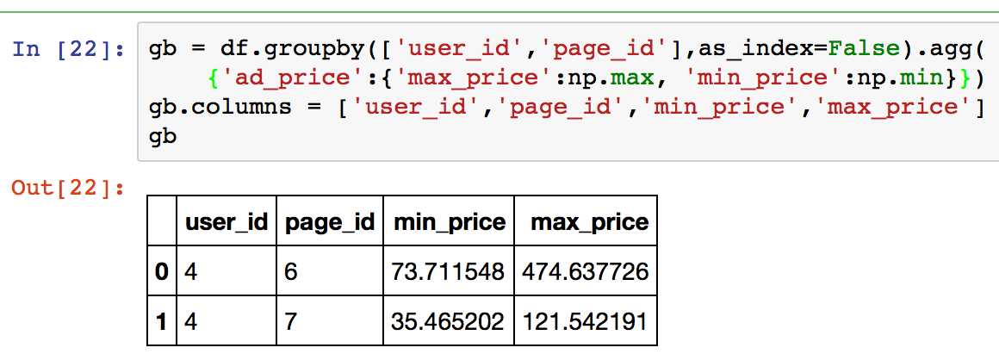 In [22]: gb = df.groupby(['user_id','page_id'],as_index=False).agg(
{'ad_price':{'max_price':np.max, 'min_price':np.min}})
gb.columns = ['user_id','page_id','min_price','max_price']
gb
Out[22]:
user_id page_id min_price max_price
0 4 6 73.711548 474.637726
1 4 7 35.465202 121.542191